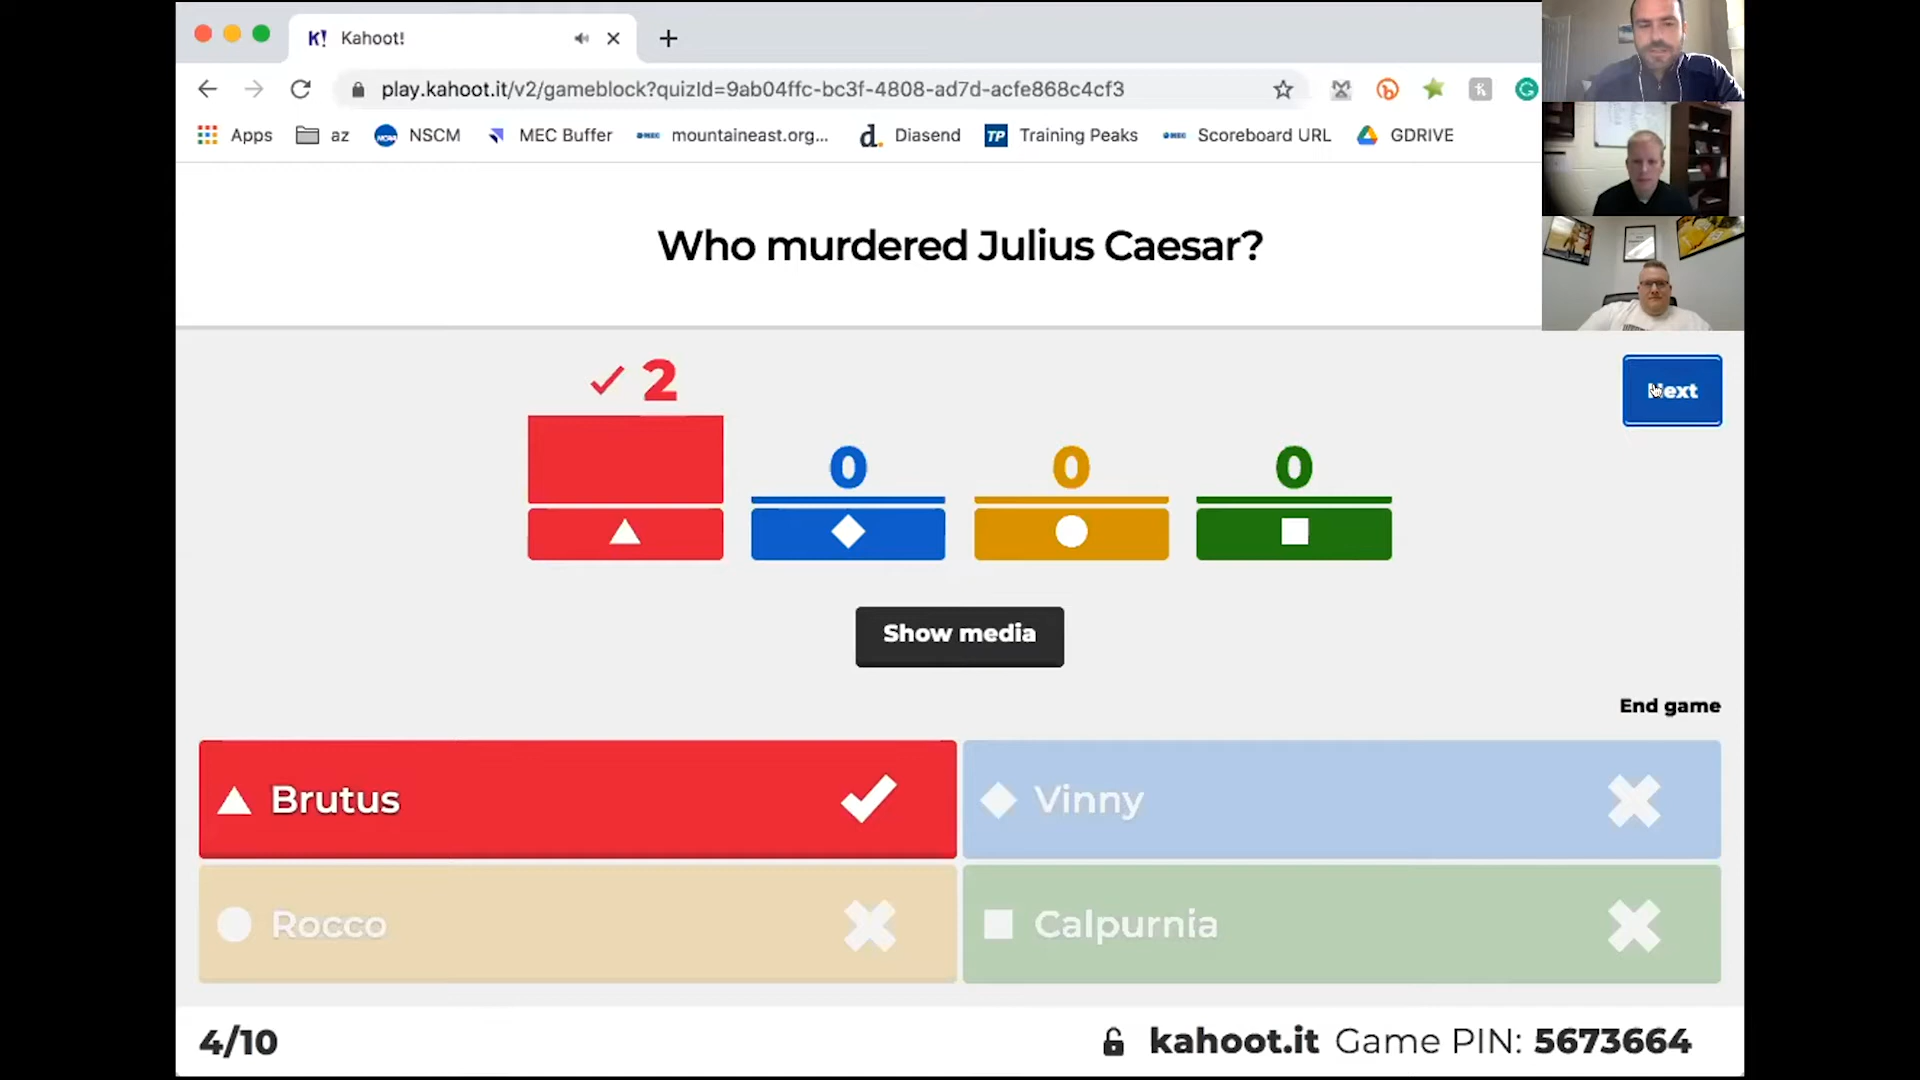 K! Kahoot!
play.kahoot.it/v2/gameblock?quizId=9ab04ffc-bc3f-4808-ad7d-acfe868c4cf3
Apps az NSCM MEC Buffer mountaineast.org... d. Diasend TP Training Peaks Scoreboard URL GDRIVE
Who murdered Julius Caesar?
2
0 0 0
Next
Show media
End game
Brutus
Vinny
Rocco
Calpurnia
4/10
kahoot.it Game PIN: 5673664